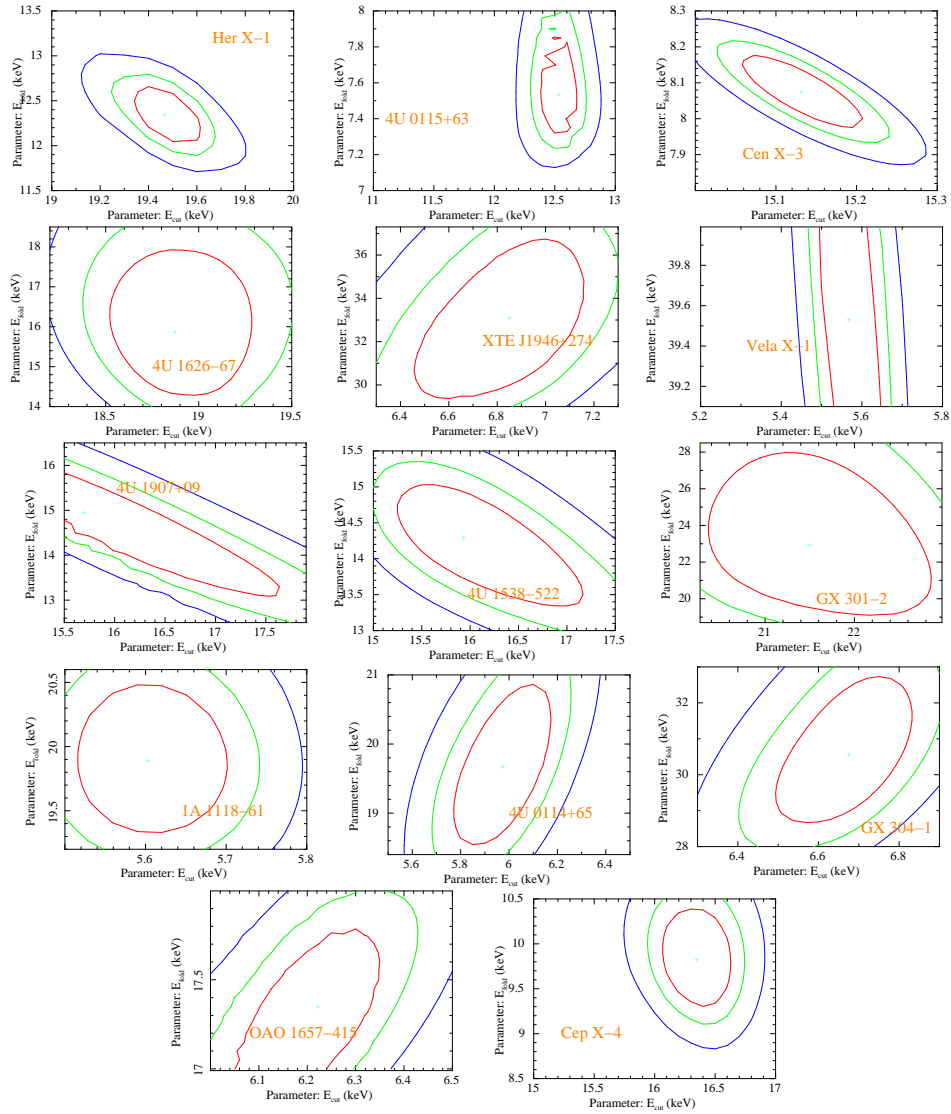 13.5
13
12.5
12
11.5
19 19.2 19.4 19.6 19.8 20
Parameter: E_fold (keV)
Parameter: E_cut (keV)
Her X−1
8
7.8
7.6
7.4
7.2
7
11 11.5 12 12.5 13
Parameter: E_fold (keV)
Parameter: E_cut (keV)
4U 0115+63
8.3
8.2
8.1
8
7.9
15.1 15.2 15.3
Parameter: E_fold (keV)
Parameter: E_cut (keV)
Cen X−3
18
17
16
15
14
18.5 19 19.5
Parameter: E_fold (keV)
Parameter: E_cut (keV)
4U 1626−67
36
34
32
30
6.4 6.6 6.8 7 7.2
Parameter: E_fold (keV)
Parameter: E_cut (keV)
XTE J1946+274
39.8
39.6
39.4
39.2
5.2 5.4 5.6 5.8
Parameter: E_fold (keV)
Parameter: E_cut (keV)
Vela X−1
16
15
14
13
15.5 16 16.5 17 17.5
Parameter: E_fold (keV)
Parameter: E_cut (keV)
4U 1907+09
15.5
15
14.5
14
13.5
13
15 15.5 16 16.5 17 17.5
Parameter: E_fold (keV)
Parameter: E_cut (keV)
4U 1538−522
28
26
24
22
20
21 22
Parameter: E_fold (keV)
Parameter: E_cut (keV)
GX 301−2
20.5
20
19.5
5.6 5.7 5.8
Parameter: E_fold (keV)
Parameter: E_cut (keV)
1A 1118−61
21
20
19
5.6 5.8 6 6.2 6.4
Parameter: E_fold (keV)
Parameter: E_cut (keV)
4U 0114+65
32
30
28
6.4 6.6 6.8
Parameter: E_fold (keV)
Parameter: E_cut (keV)
GX 304−1
17.5
17
6.1 6.2 6.3 6.4 6.5
Parameter: E_fold (keV)
Parameter: E_cut (keV)
OAO 1657−415
10.5
10
9.5
9
8.5
15 15.5 16 16.5 17
Parameter: E_fold (keV)
Parameter: E_cut (keV)
Cep X−4